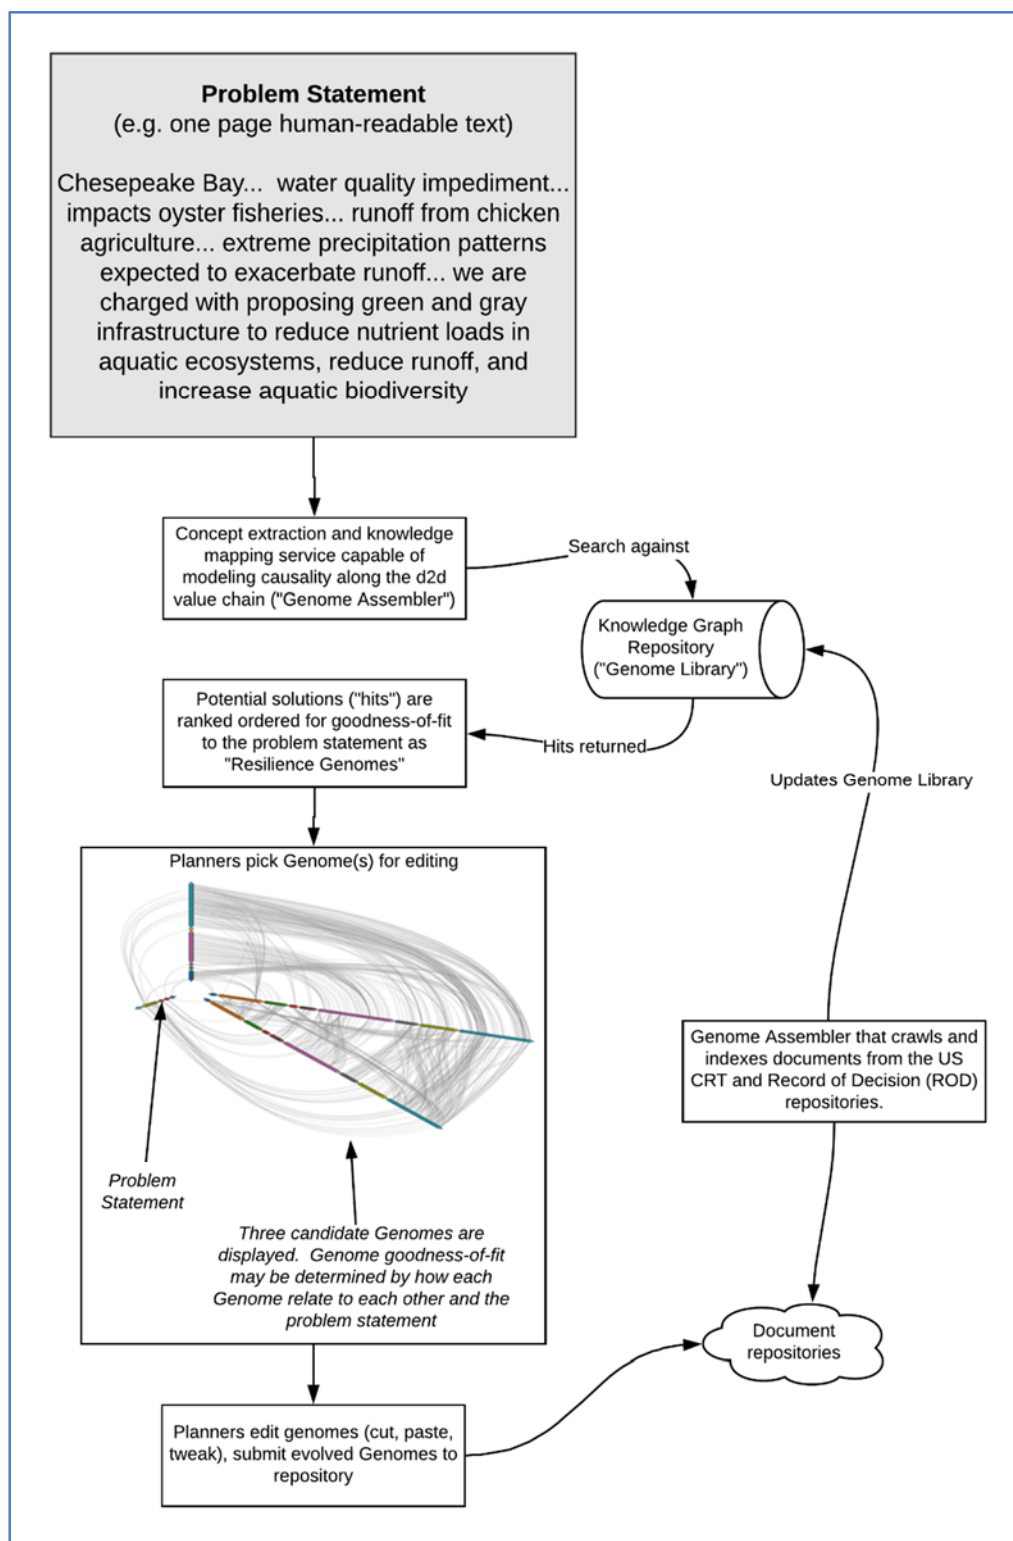 Problem Statement
(e.g. one page human-readable text)
Chesepeake Bay... water quality impediment...
impacts oyster fisheries... runoff from chicken
agriculture... extreme precipitation patterns
expected to exacerbate runoff... we are
charged with proposing green and gray
infrastructure to reduce nutrient loads in
aquatic ecosystems, reduce runoff, and
increase aquatic biodiversity
Concept extraction and knowledge
mapping service capable of
modeling causality along the d2d
value chain ("Genome Assembler")
Search against
Knowledge Graph
Repository
("Genome Library")
Potential solutions ("hits") are
ranked ordered for goodness-of-fit
to the problem statement as
"Resilience Genomes"
Hits returned
Updates Genome Library
Planners pick Genome(s) for editing
Problem
Statement
Three candidate Genomes are
displayed. Genome goodness-of-fit
may be determined by how each
Genome relate to each other and the
problem statement
Genome Assembler that crawls and
indexes documents from the US
CRT and Record of Decision (ROD)
repositories.
Document
repositories
Planners edit genomes (cut, paste,
tweak), submit evolved Genomes to
repository